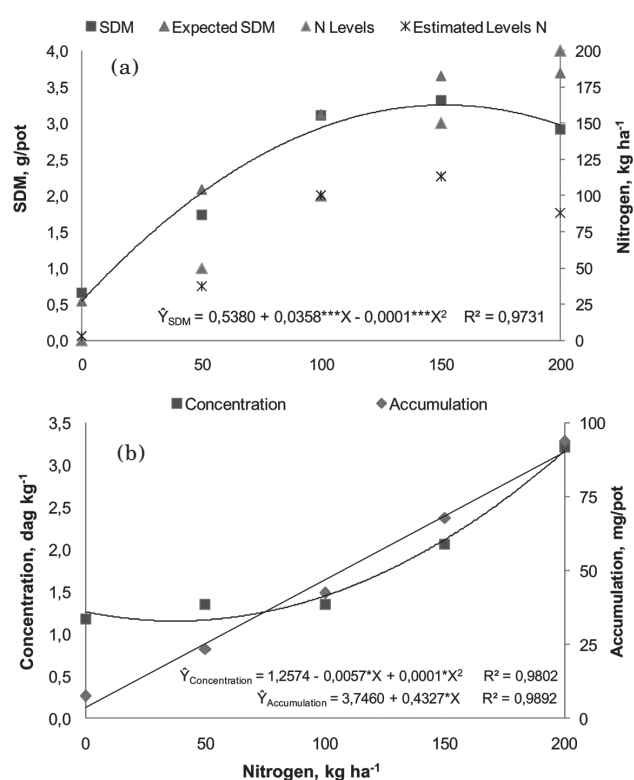 SDM Expected SDM N Levels Estimated Levels N
(a)
SDM, g/pot
4,0
3,5
3,0
2,5
2,0
1,5
1,0
0,5
0,0
Nitrogen, kg ha⁻¹
200
175
150
125
100
75
50
25
0
Ŷ_SDM = 0,5380 + 0,0358***X - 0,0001***X² R² = 0,9731
0 50 100 150 200
Concentration Accumulation
(b)
Concentration, dag kg⁻¹
3,5
3,0
2,5
2,0
1,5
1,0
0,5
0,0
Accumulation, mg/pot
100
75
50
25
0
Ŷ_Concentration = 1,2574 - 0,0057*X + 0,0001*X² R² = 0,9802
Ŷ_Accumulation = 3,7460 + 0,4327*X R² = 0,9892
0 50 100 150 200
Nitrogen, kg ha⁻¹